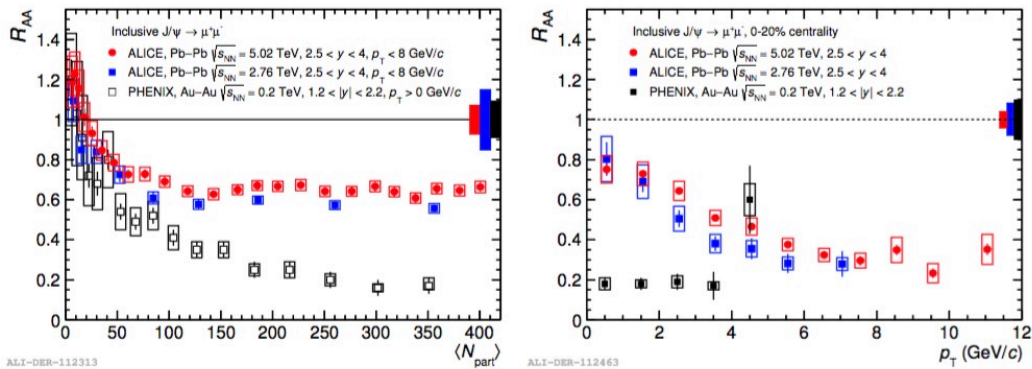 R_AA
1.4
1.2
1
0.8
0.6
0.4
0.2
0
Inclusive J/ψ → μ⁺μ⁻
ALICE, Pb–Pb √s_NN = 5.02 TeV, 2.5 < y < 4, p_T < 8 GeV/c
ALICE, Pb–Pb √s_NN = 2.76 TeV, 2.5 < y < 4, p_T < 8 GeV/c
PHENIX, Au–Au √s_NN = 0.2 TeV, 1.2 < |y| < 2.2, p_T > 0 GeV/c
0 50 100 150 200 250 300 350 400
⟨N_part⟩
ALI-DER-112313
R_AA
1.4
1.2
1
0.8
0.6
0.4
0.2
0
Inclusive J/ψ → μ⁺μ⁻, 0-20% centrality
ALICE, Pb–Pb √s_NN = 5.02 TeV, 2.5 < y < 4
ALICE, Pb–Pb √s_NN = 2.76 TeV, 2.5 < y < 4
PHENIX, Au–Au √s_NN = 0.2 TeV, 1.2 < |y| < 2.2
0 2 4 6 8 10 12
p_T (GeV/c)
ALI-DER-112463